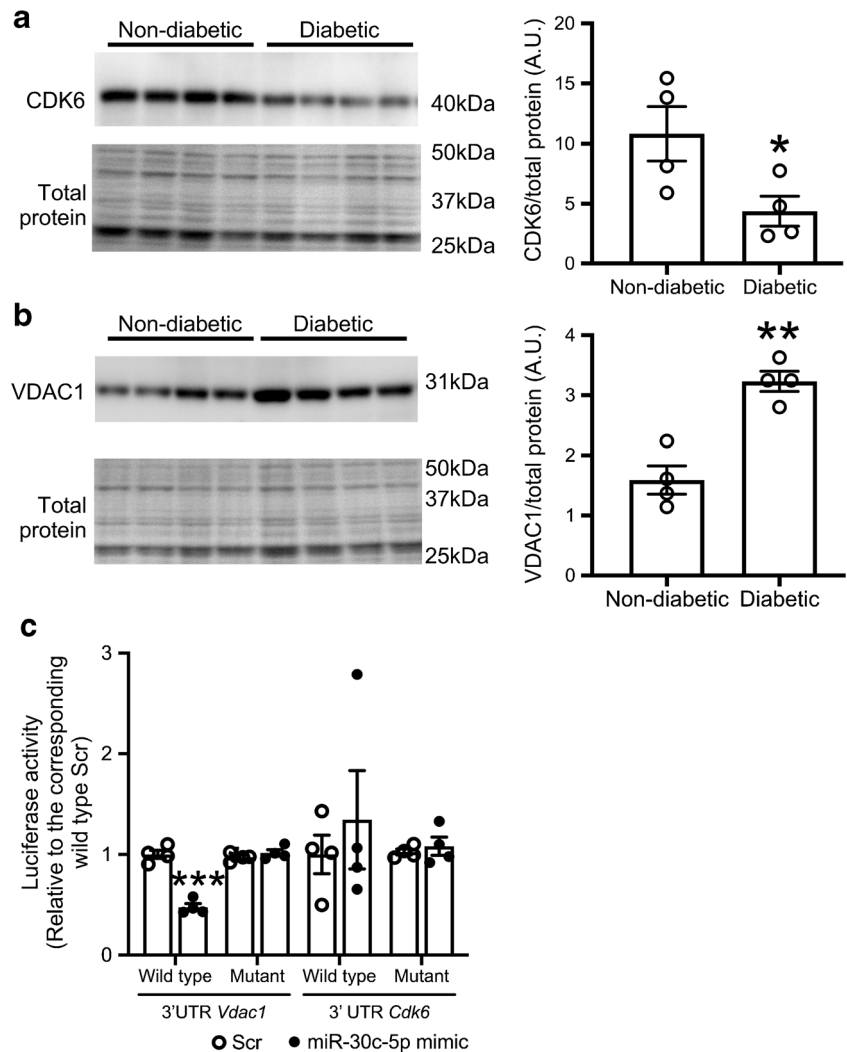 a
Non-diabetic Diabetic
CDK6
40kDa
Total
protein
50kDa
37kDa
25kDa
CDK6/total protein (A.U.)
20
15
10
5
0
*
Non-diabetic Diabetic
b
Non-diabetic Diabetic
VDAC1
31kDa
Total
protein
50kDa
37kDa
25kDa
VDAC1/total protein (A.U.)
4
3
2
1
0
**
Non-diabetic Diabetic
c
Luciferase activity
(Relative to the corresponding
wild type Scr)
3
2
1
0
***
Wild type Mutant Wild type Mutant
3'UTR Vdac1 3' UTR Cdk6
Scr miR-30c-5p mimic